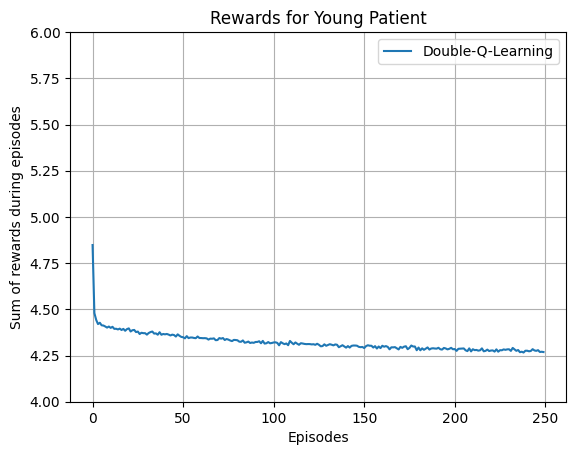 Rewards for Young Patient
Double-Q-Learning
Sum of rewards during episodes
6.00
5.75
5.50
5.25
5.00
4.75
4.50
4.25
4.00
0 50 100 150 200 250
Episodes